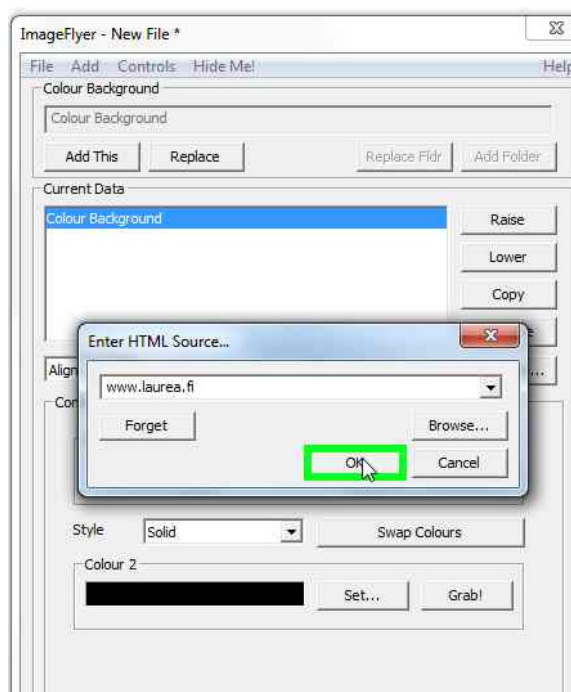 ImageFlyer - New File *
File Add Controls Hide Me! Help
Colour Background
Colour Background
Add This Replace Replace Fldr Add Folder
Current Data
Colour Background
Raise
Lower
Copy
Enter HTML Source...
www.laurea.fi
Forget Browse...
OK Cancel
Style Solid Swap Colours
Colour 2
Set... Grab!